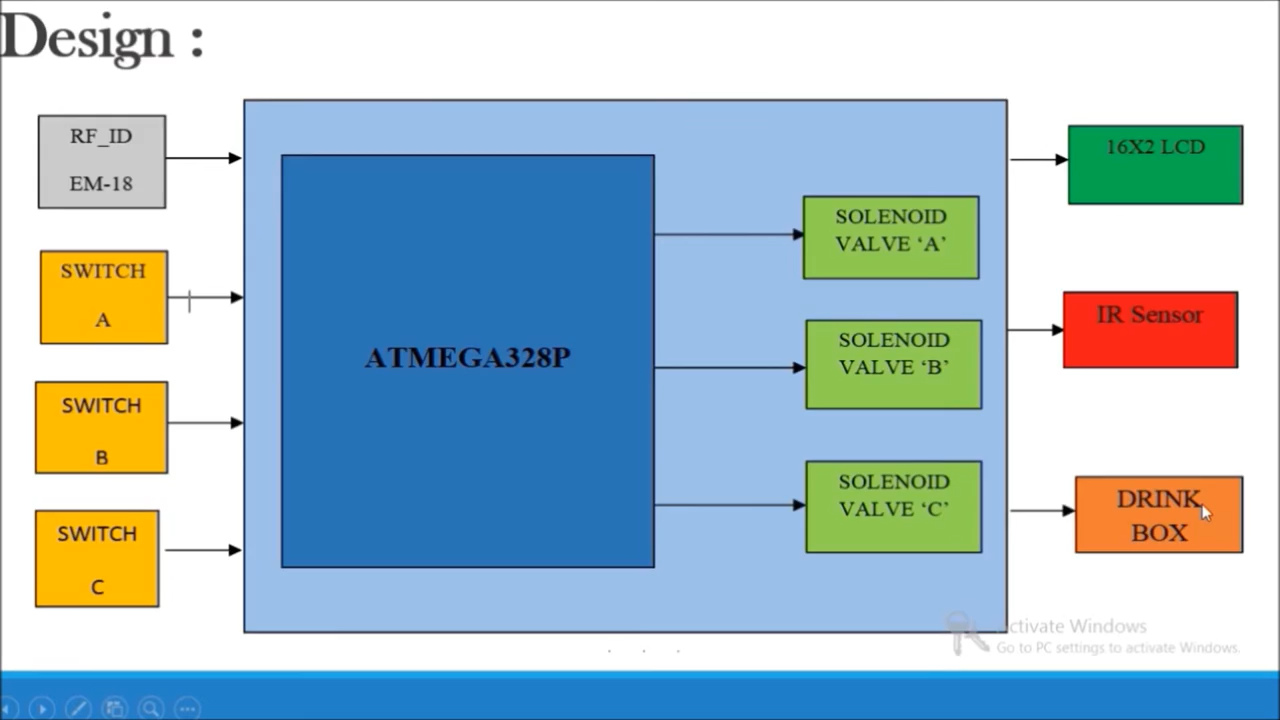 Design :
RF_ID
EM-18
SWITCH
A
SWITCH
B
SWITCH
C
ATMEGA328P
SOLENOID
VALVE ‘A’
SOLENOID
VALVE ‘B’
SOLENOID
VALVE ‘C’
16X2 LCD
IR Sensor
DRINK
BOX
Activate Windows
Go to PC settings to activate Windows.